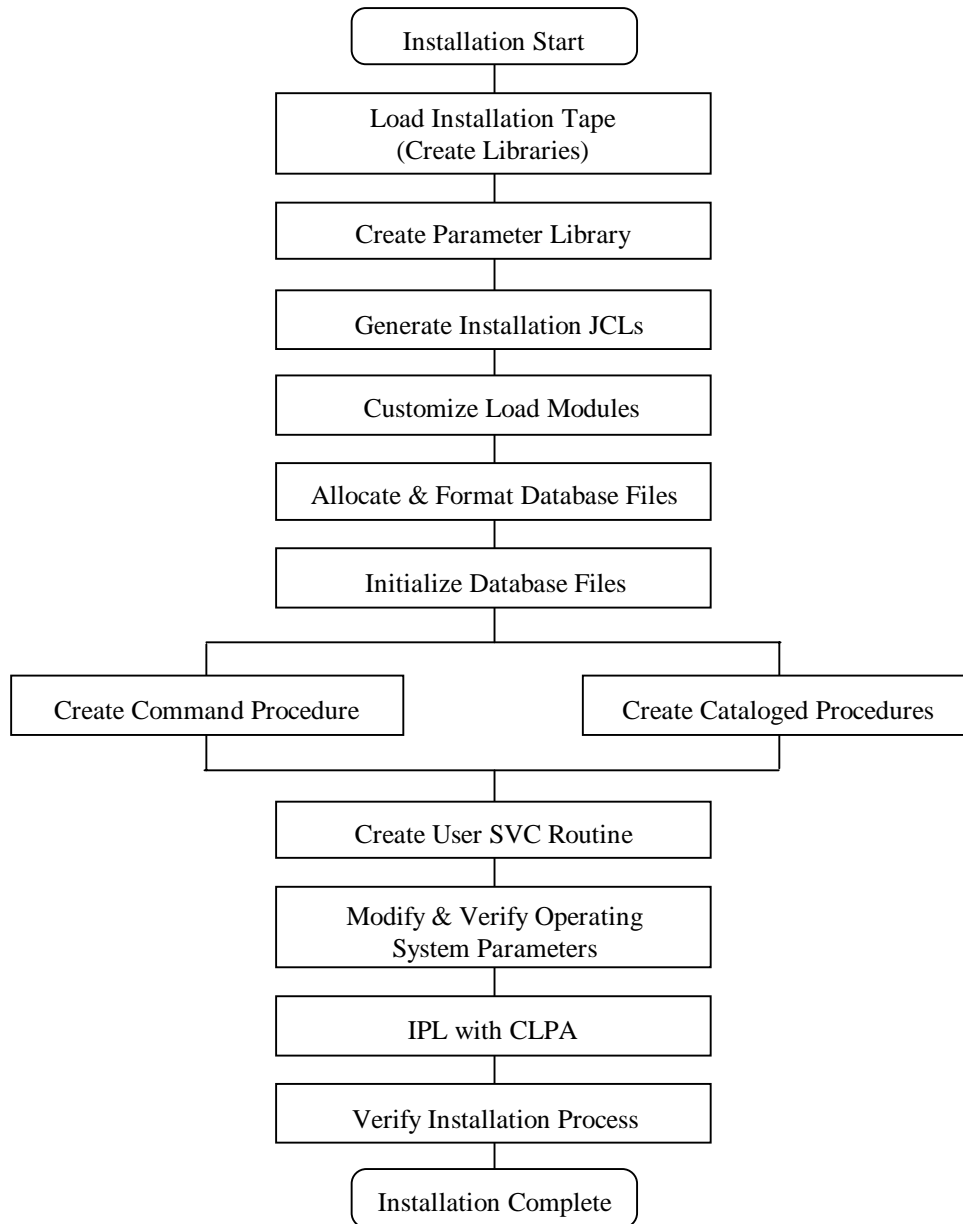 Installation Start
Load Installation Tape
(Create Libraries)
Create Parameter Library
Generate Installation JCLs
Customize Load Modules
Allocate & Format Database Files
Initialize Database Files
Create Command Procedure
Create Cataloged Procedures
Create User SVC Routine
Modify & Verify Operating
System Parameters
IPL with CLPA
Verify Installation Process
Installation Complete